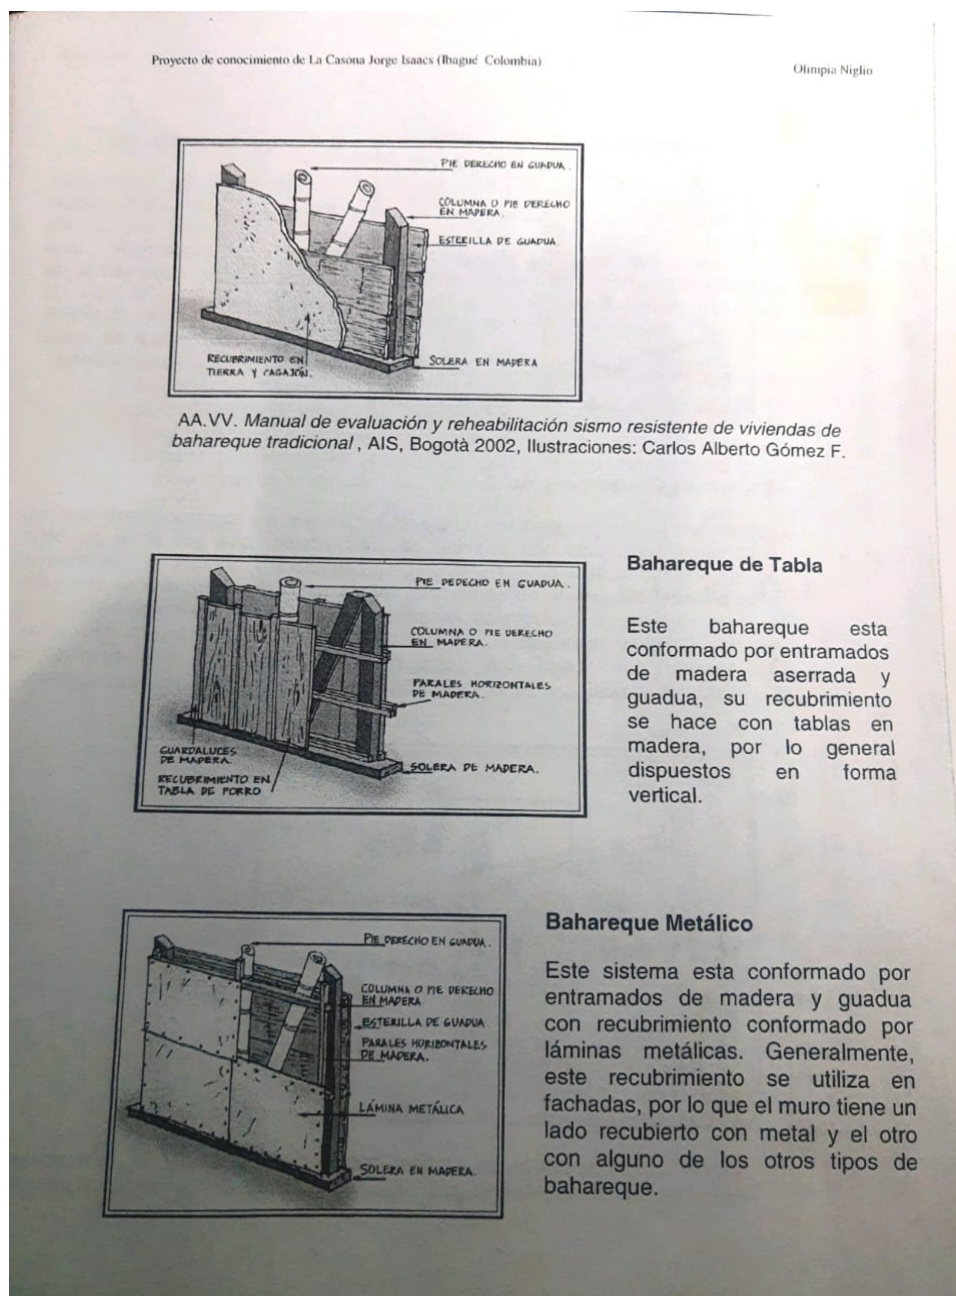 Proyecto de conocimiento de La Casona Jorge Isaacs (Ibagué Colombia)
Olimpia Niglio
PIE DERECHO EN GUADUA.
COLUMNA O PIE DERECHO
EN MADERA.
ESTERILLA DE GUADUA.
RECUBRIMIENTO EN
TIERRA Y CAGAJÓN.
SOLERA EN MADERA
AA.VV. Manual de evaluación y reheabilitación sismo resistente de viviendas de
bahareque tradicional, AIS, Bogotà 2002, Ilustraciones: Carlos Alberto Gómez F.
PIE DERECHO EN GUADUA.
COLUMNA O PIE DERECHO
EN MADERA.
PARALES HORIZONTALES
DE MADERA.
GUARDALUCES
DE MADERA.
SOLERA DE MADERA.
RECUBRIMIENTO EN
TABLA DE FORRO
Bahareque de Tabla
Este bahareque esta
conformado por entramados
de madera aserrada y
guadua, su recubrimiento
se hace con tablas en
madera, por lo general
dispuestos en forma
vertical.
PIE DERECHO EN GUADUA.
COLUMNA O PIE DERECHO
EN MADERA
ESTERILLA DE GUADUA
PARALES HORIZONTALES
DE MADERA.
LÁMINA METÁLICA
SOLERA EN MADERA.
Bahareque Metálico
Este sistema esta conformado por
entramados de madera y guadua
con recubrimiento conformado por
láminas metálicas. Generalmente,
este recubrimiento se utiliza en
fachadas, por lo que el muro tiene un
lado recubierto con metal y el otro
con alguno de los otros tipos de
bahareque.